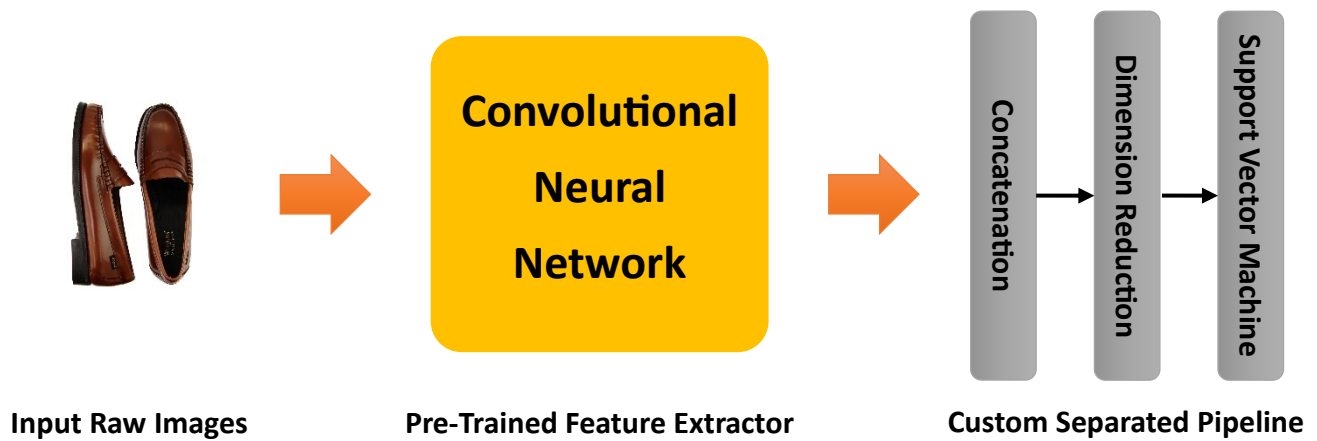 Convolutional
Neural
Network
Concatenation
Dimension Reduction
Support Vector Machine
Input Raw Images
Pre-Trained Feature Extractor
Custom Separated Pipeline